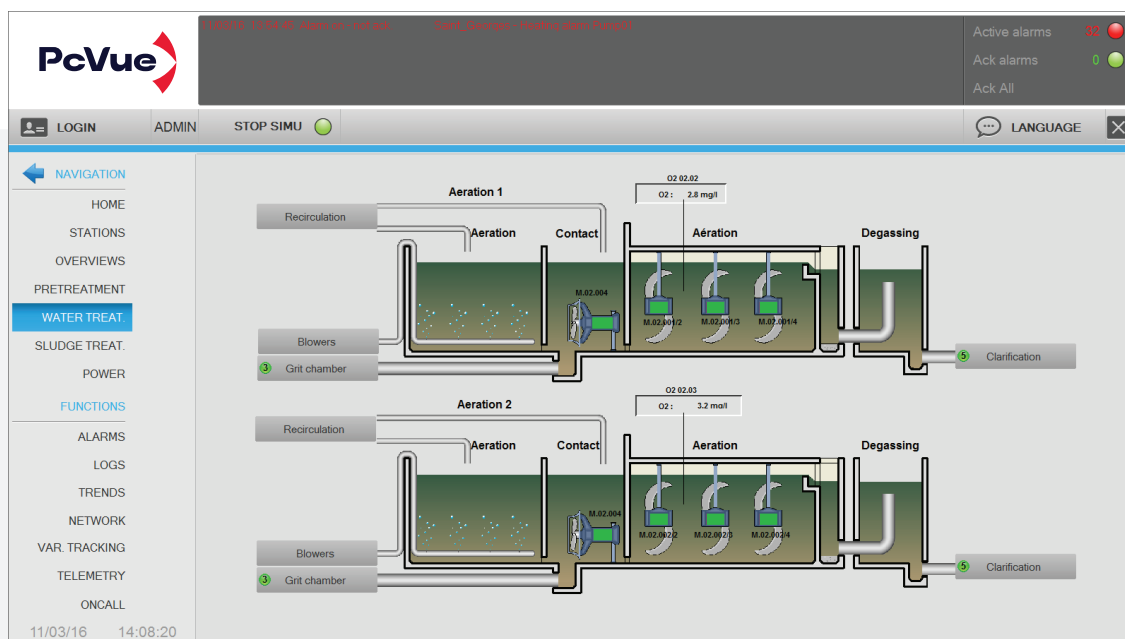 PcVue
Active alarms 32
Ack alarms 0
Ack All
LOGIN ADMIN STOP SIMU LANGUAGE
NAVIGATION
HOME
STATIONS
OVERVIEWS
PRETREATMENT
WATER TREAT.
SLUDGE TREAT.
POWER
FUNCTIONS
ALARMS
LOGS
TRENDS
NETWORK
VAR. TRACKING
TELEMETRY
ONCALL
11/03/16 14:08:20
O2 02.02
Aeration 1
O2 : 2.8 mg/l
Recirculation
Aeration Contact Aération Degassing
M.02.004
M.02.001/2 M.02.001/3 M.02.001/4
Blowers
3 Grit chamber
5 Clarification
O2 02.03
Aeration 2
O2 : 3.2 mg/l
Recirculation
Aeration Contact Aeration Degassing
M.02.004
M.02.002/2 M.02.002/3 M.02.002/4
Blowers
3 Grit chamber
5 Clarification